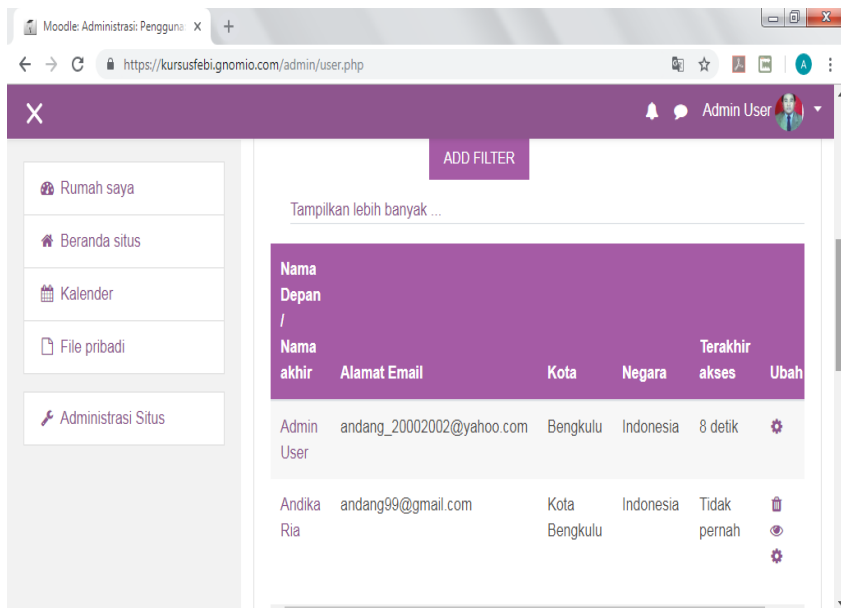 Moodle: Administrasi: Pengguna:
https://kursusfebi.gnomio.com/admin/user.php
A
Admin User
ADD FILTER
Rumah saya
Tampilkan lebih banyak ...
Beranda situs
Kalender
File pribadi
Administrasi Situs
Nama
Depan
/
Nama
akhir
Alamat Email
Kota
Negara
Terakhir
akses
Ubah
Admin
User
andang_20002002@yahoo.com
Bengkulu
Indonesia
8 detik
Andika
Ria
andang99@gmail.com
Kota
Bengkulu
Indonesia
Tidak
pernah